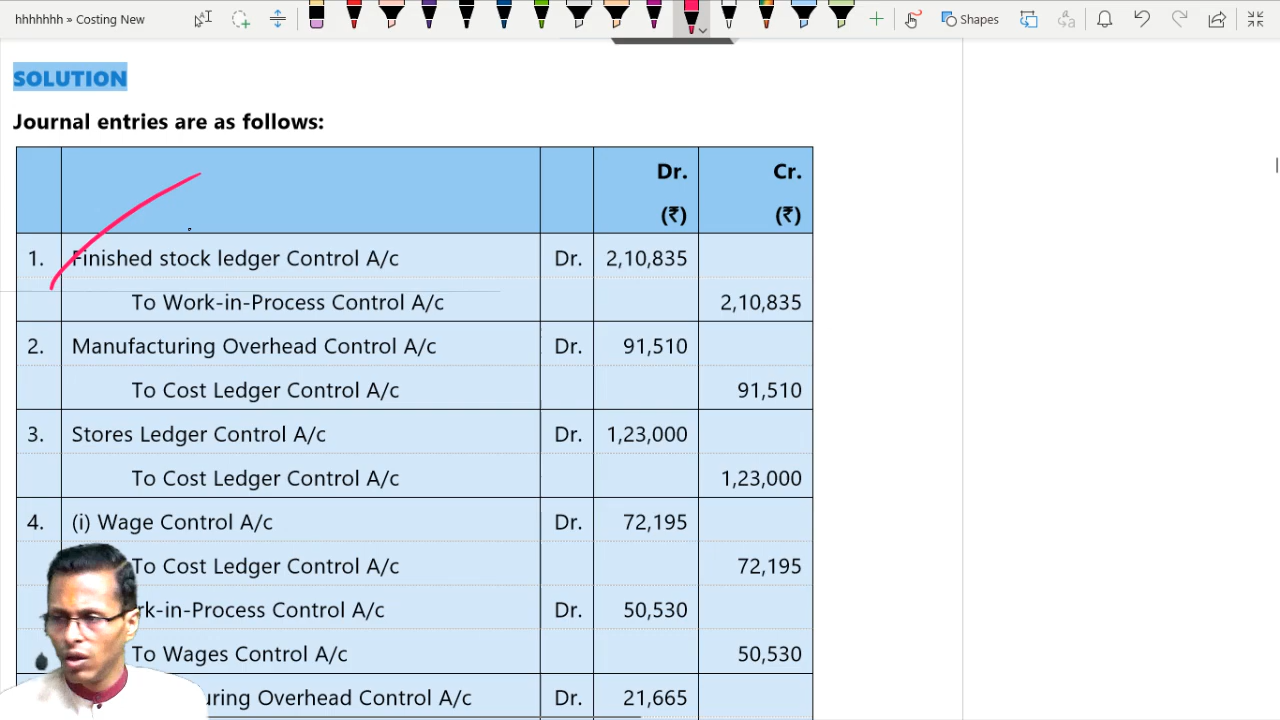 hhhhhhh » Costing New
Shapes
SOLUTION
Journal entries are as follows:
Dr. Cr.
(₹) (₹)
1. Finished stock ledger Control A/c Dr. 2,10,835
To Work-in-Process Control A/c 2,10,835
2. Manufacturing Overhead Control A/c Dr. 91,510
To Cost Ledger Control A/c 91,510
3. Stores Ledger Control A/c Dr. 1,23,000
To Cost Ledger Control A/c 1,23,000
4. (i) Wage Control A/c Dr. 72,195
To Cost Ledger Control A/c 72,195
rk-in-Process Control A/c Dr. 50,530
To Wages Control A/c 50,530
uring Overhead Control A/c Dr. 21,665